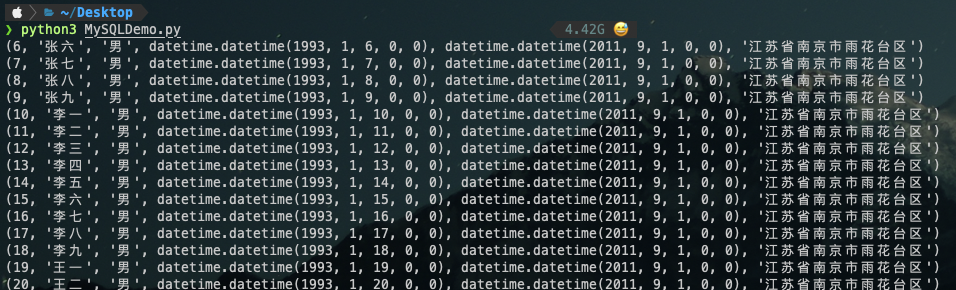 ~/Desktop
❯ python3 MySQLDemo.py 4.42G 😅
(6, '张六', '男', datetime.datetime(1993, 1, 6, 0, 0), datetime.datetime(2011, 9, 1, 0, 0), '江苏省南京市雨花台区')
(7, '张七', '男', datetime.datetime(1993, 1, 7, 0, 0), datetime.datetime(2011, 9, 1, 0, 0), '江苏省南京市雨花台区')
(8, '张八', '男', datetime.datetime(1993, 1, 8, 0, 0), datetime.datetime(2011, 9, 1, 0, 0), '江苏省南京市雨花台区')
(9, '张九', '男', datetime.datetime(1993, 1, 9, 0, 0), datetime.datetime(2011, 9, 1, 0, 0), '江苏省南京市雨花台区')
(10, '李一', '男', datetime.datetime(1993, 1, 10, 0, 0), datetime.datetime(2011, 9, 1, 0, 0), '江苏省南京市雨花台区')
(11, '李二', '男', datetime.datetime(1993, 1, 11, 0, 0), datetime.datetime(2011, 9, 1, 0, 0), '江苏省南京市雨花台区')
(12, '李三', '男', datetime.datetime(1993, 1, 12, 0, 0), datetime.datetime(2011, 9, 1, 0, 0), '江苏省南京市雨花台区')
(13, '李四', '男', datetime.datetime(1993, 1, 13, 0, 0), datetime.datetime(2011, 9, 1, 0, 0), '江苏省南京市雨花台区')
(14, '李五', '男', datetime.datetime(1993, 1, 14, 0, 0), datetime.datetime(2011, 9, 1, 0, 0), '江苏省南京市雨花台区')
(15, '李六', '男', datetime.datetime(1993, 1, 15, 0, 0), datetime.datetime(2011, 9, 1, 0, 0), '江苏省南京市雨花台区')
(16, '李七', '男', datetime.datetime(1993, 1, 16, 0, 0), datetime.datetime(2011, 9, 1, 0, 0), '江苏省南京市雨花台区')
(17, '李八', '男', datetime.datetime(1993, 1, 17, 0, 0), datetime.datetime(2011, 9, 1, 0, 0), '江苏省南京市雨花台区')
(18, '李九', '男', datetime.datetime(1993, 1, 18, 0, 0), datetime.datetime(2011, 9, 1, 0, 0), '江苏省南京市雨花台区')
(19, '王一', '男', datetime.datetime(1993, 1, 19, 0, 0), datetime.datetime(2011, 9, 1, 0, 0), '江苏省南京市雨花台区')
(20, '王二', '男', datetime.datetime(1993, 1, 20, 0, 0), datetime.datetime(2011, 9, 1, 0, 0), '江苏省南京市雨花台区')